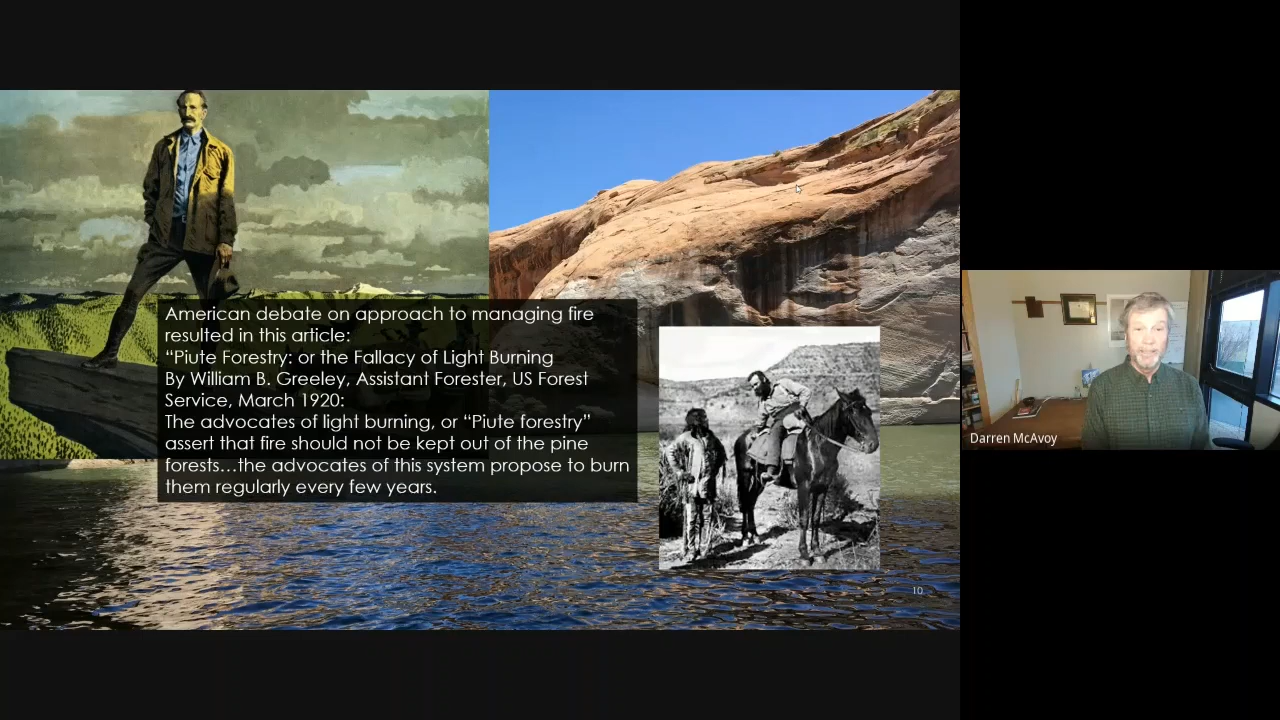 American debate on approach to managing fire
resulted in this article:
“Piute Forestry: or the Fallacy of Light Burning
By William B. Greeley, Assistant Forester, US Forest
Service, March 1920:
The advocates of light burning, or “Piute forestry”
assert that fire should not be kept out of the pine
forests…the advocates of this system propose to burn
them regularly every few years.
10
Darren McAvoy